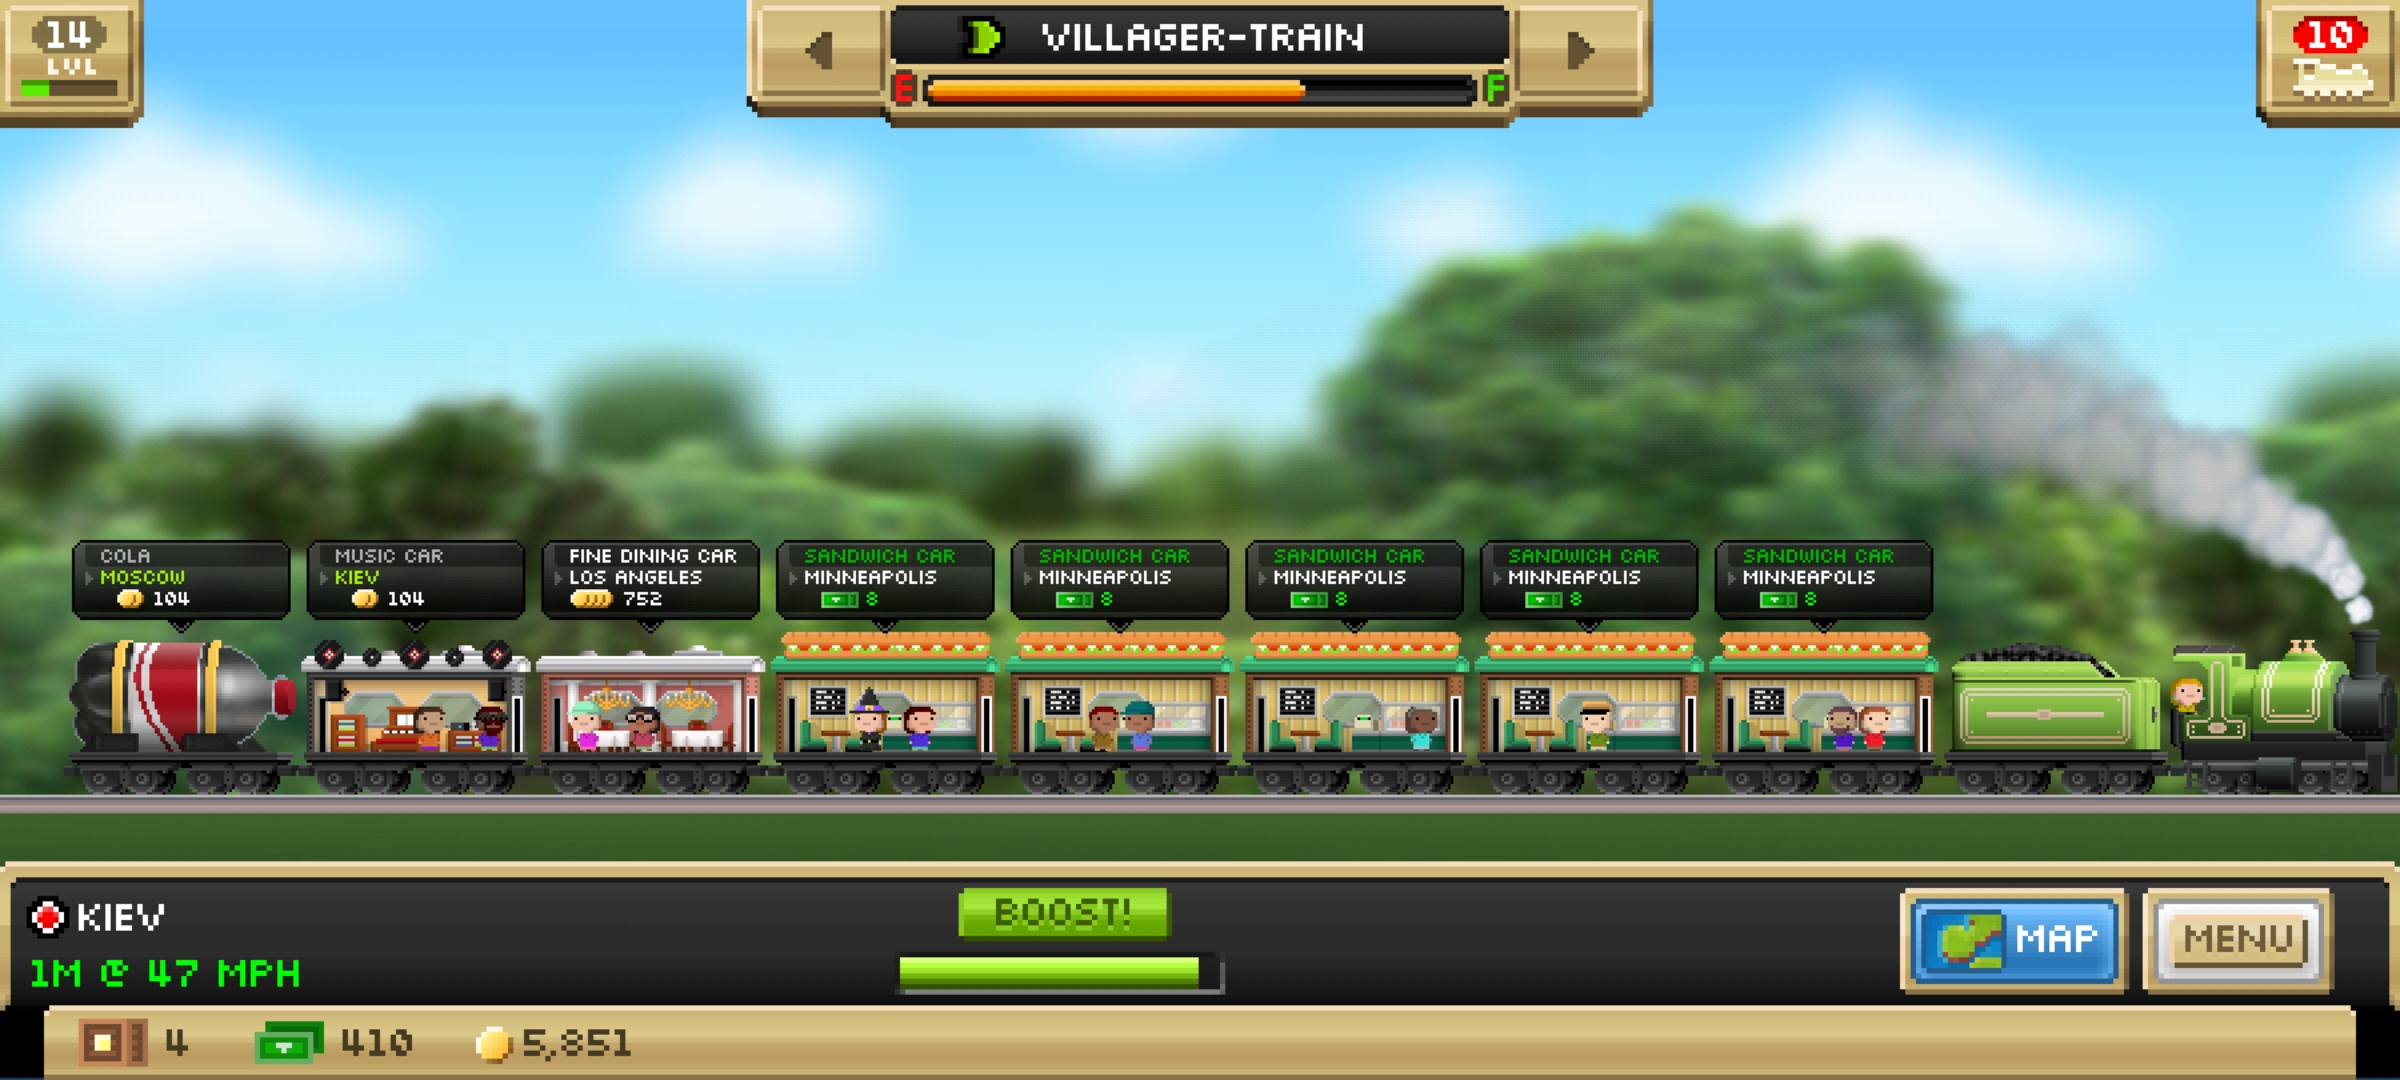 14
LVL
VILLAGER-TRAIN
E F
10
COLA
MOSCOW
104
MUSIC CAR
KIEV
104
FINE DINING CAR
LOS ANGELES
752
SANDWICH CAR
MINNEAPOLIS
8
SANDWICH CAR
MINNEAPOLIS
8
SANDWICH CAR
MINNEAPOLIS
8
SANDWICH CAR
MINNEAPOLIS
8
SANDWICH CAR
MINNEAPOLIS
8
KIEV
1M @ 47 MPH
BOOST!
MAP
MENU
4
410
5,851